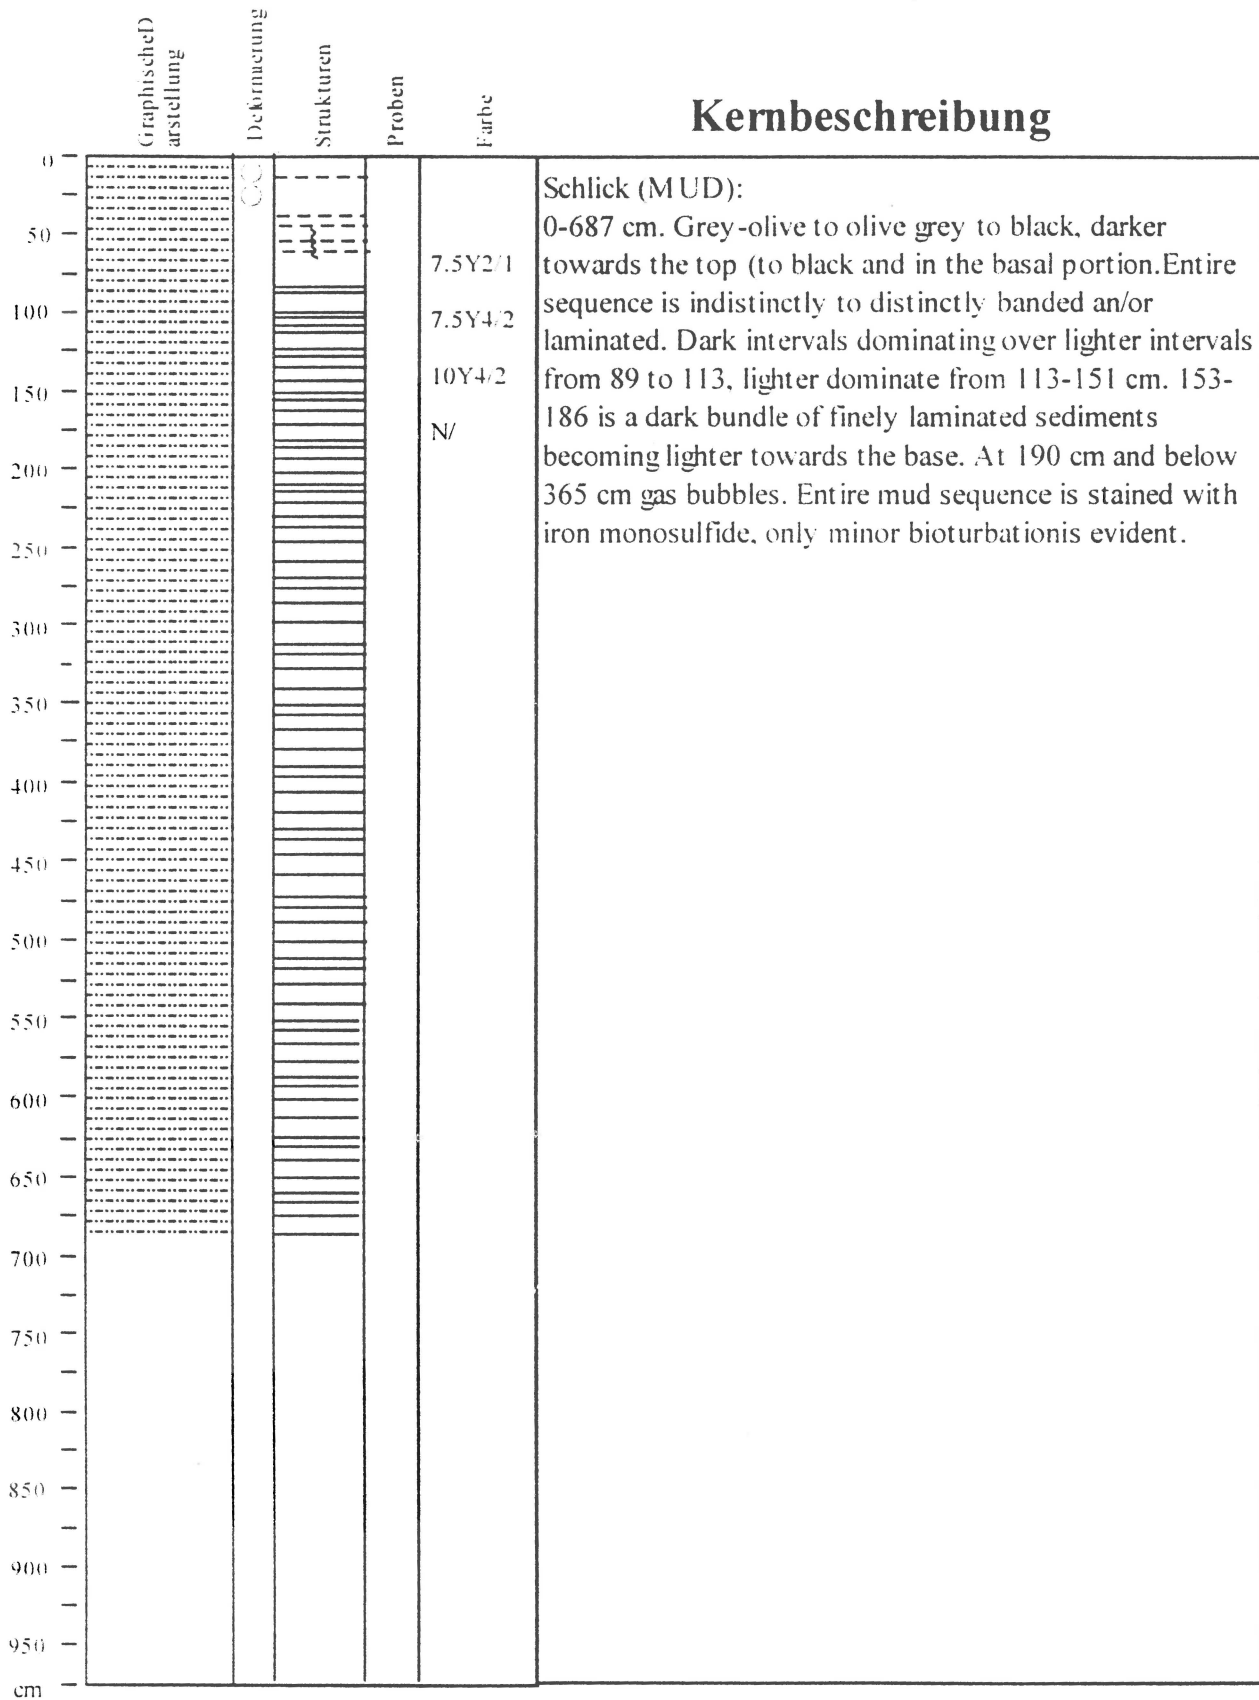 GraphischeD
arstellung
Deformierung
Strukturen
Proben
Farbe
Kernbeschreibung
0
50
100
150
200
250
300
350
400
450
500
550
600
650
700
750
800
850
900
950
cm
7.5Y2/1
7.5Y4/2
10Y4/2
N/
Schlick (MUD):
0-687 cm. Grey-olive to olive grey to black, darker
towards the top (to black and in the basal portion.Entire
sequence is indistinctly to distinctly banded an/or
laminated. Dark intervals dominating over lighter intervals
from 89 to 113, lighter dominate from 113-151 cm. 153-
186 is a dark bundle of finely laminated sediments
becoming lighter towards the base. At 190 cm and below
365 cm gas bubbles. Entire mud sequence is stained with
iron monosulfide, only minor bioturbationis evident.